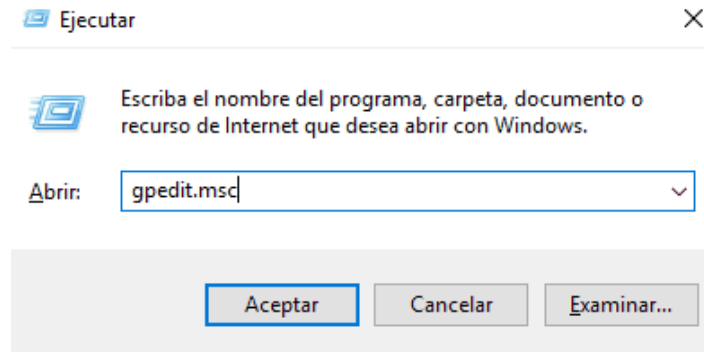 Ejecutar
Escriba el nombre del programa, carpeta, documento o
recurso de Internet que desea abrir con Windows.
Abrir: gpedit.msc
Aceptar Cancelar Examinar...